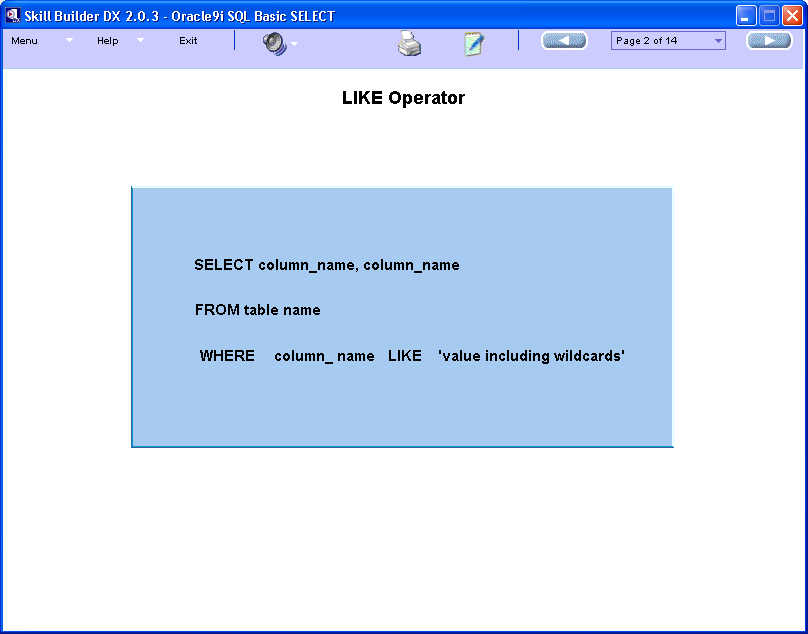 Skill Builder DX 2.0.3 - Oracle9i SQL Basic SELECT
Menu Help Exit Page 2 of 14
LIKE Operator
SELECT column_name, column_name
FROM table name
WHERE column_ name LIKE 'value including wildcards'